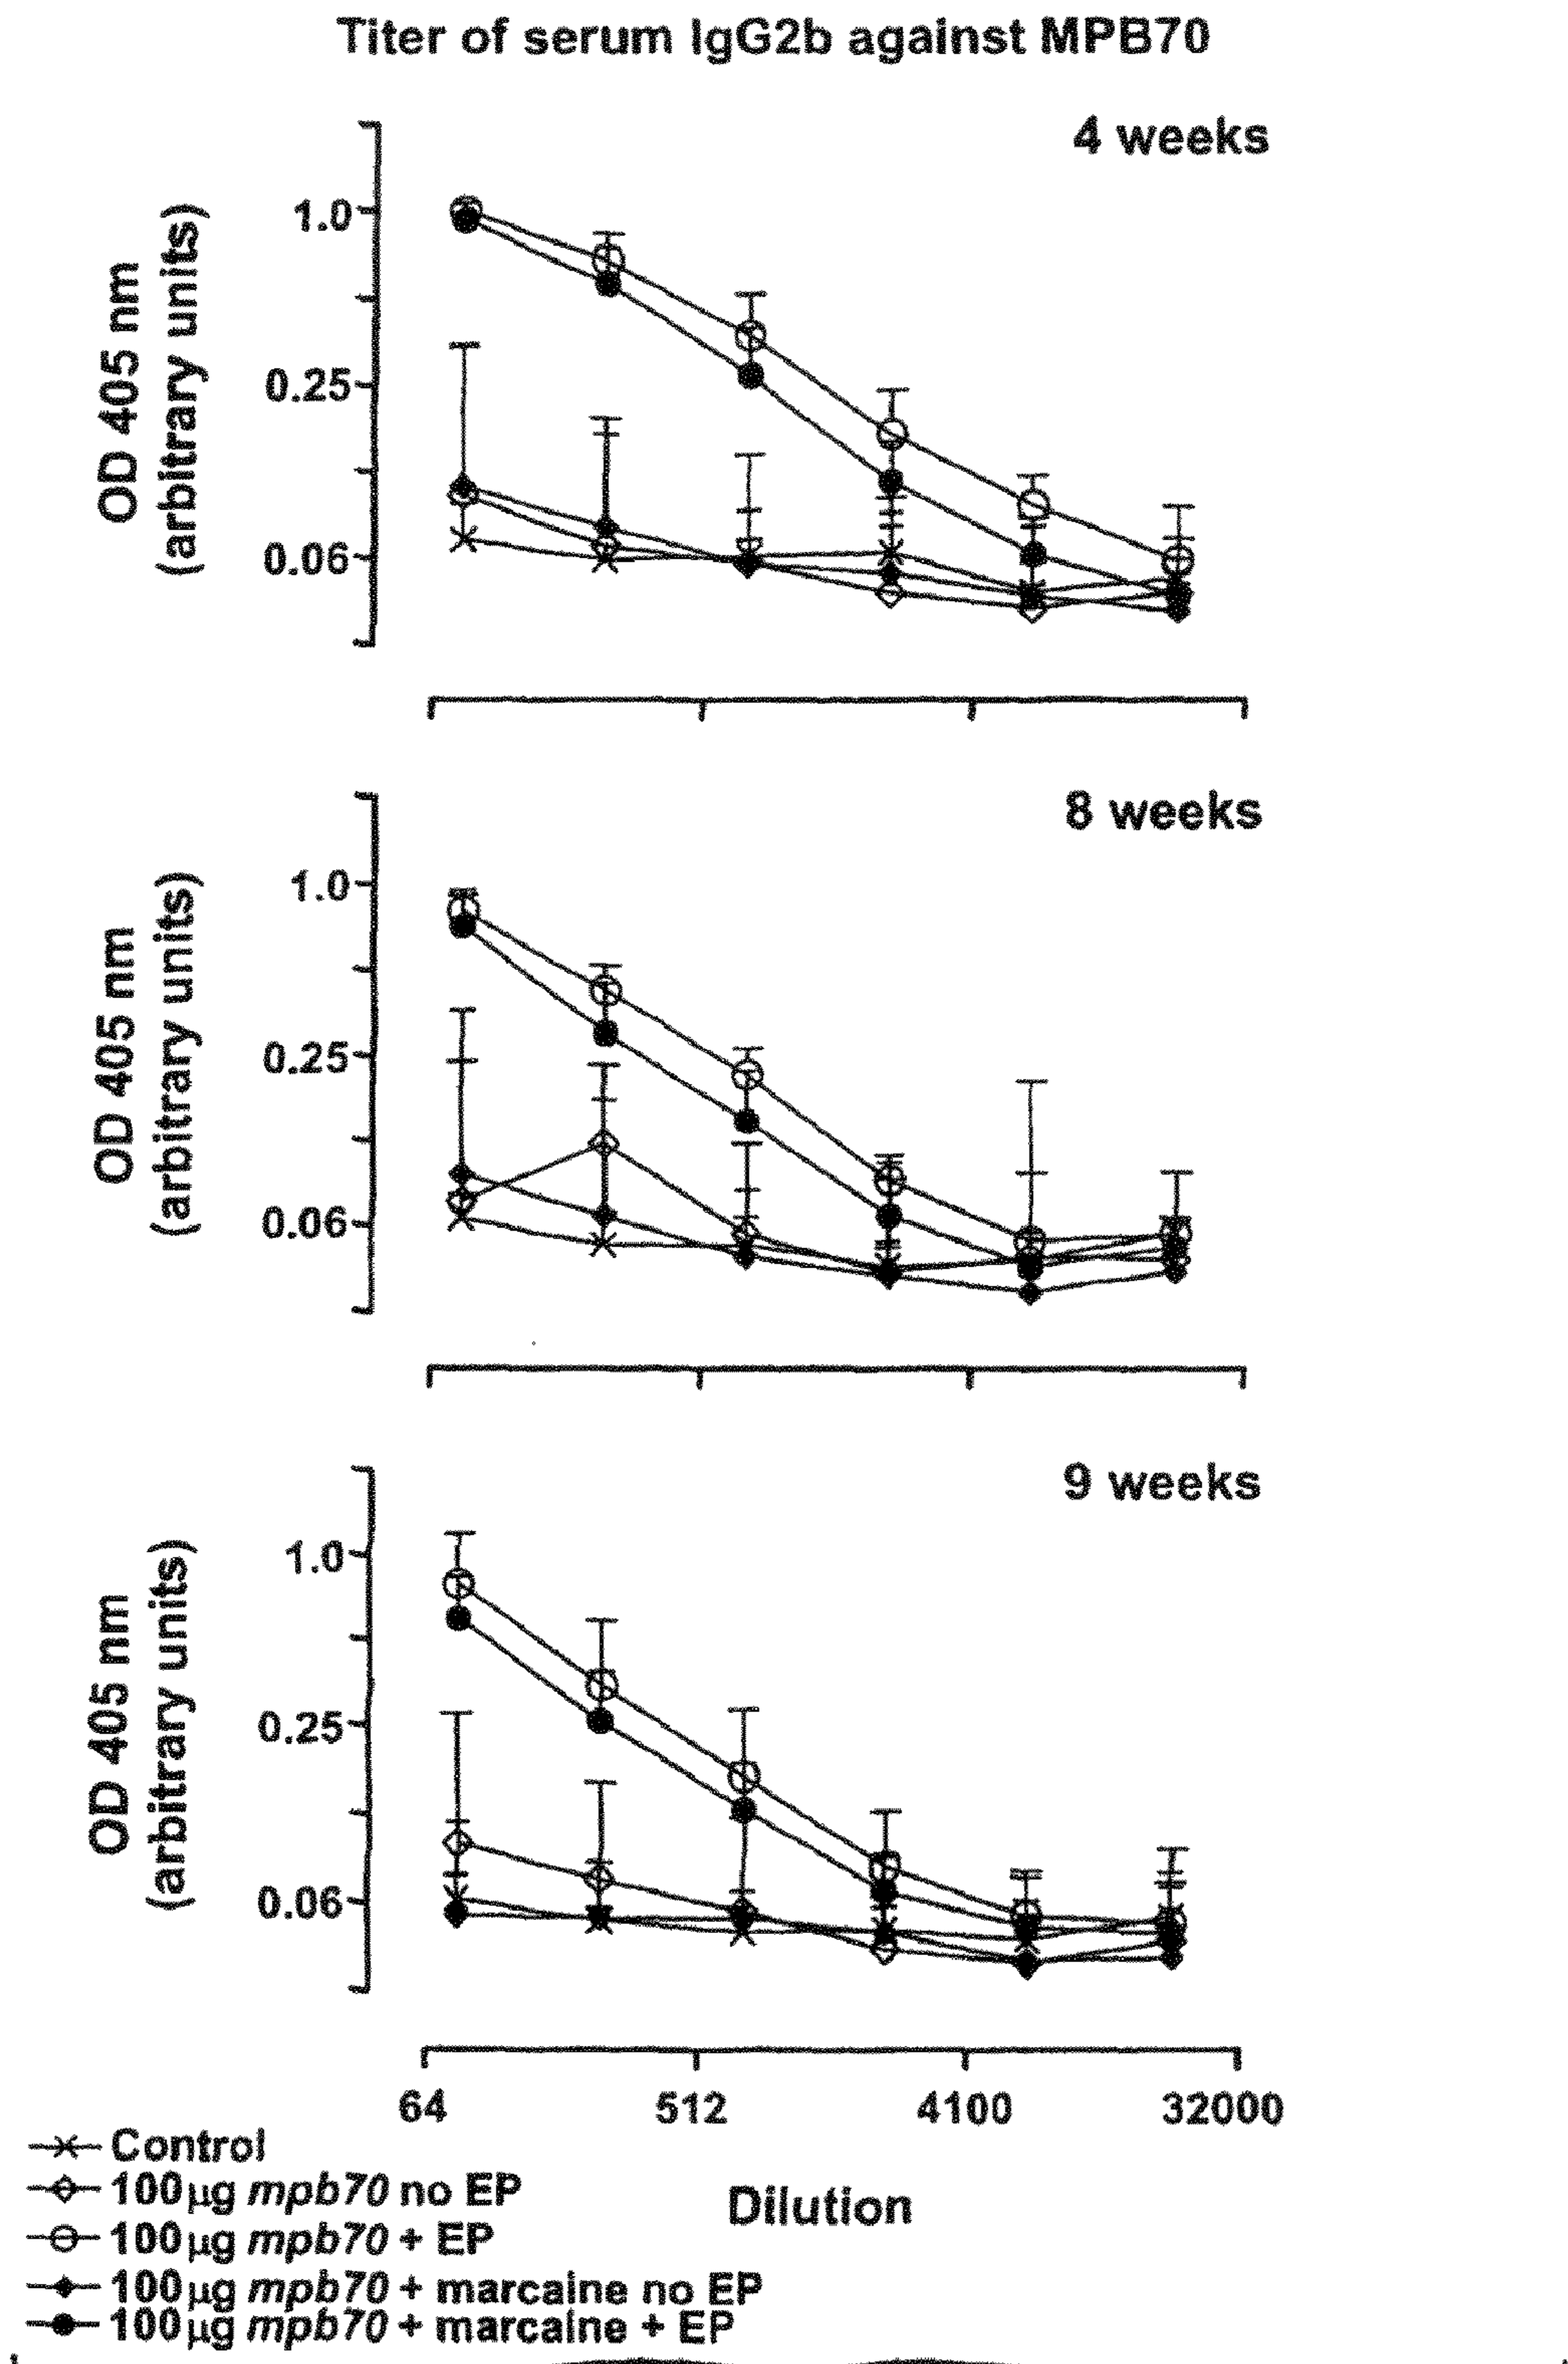 Titer of serum IgG2b against MPB70
4 weeks
OD 405 nm
(arbitrary units)
1.0
0.25
0.06
8 weeks
OD 405 nm
(arbitrary units)
1.0
0.25
0.06
9 weeks
OD 405 nm
(arbitrary units)
1.0
0.25
0.06
64
512
4100
32000
Dilution
Control
100µg mpb70 no EP
100µg mpb70 + EP
100µg mpb70 + marcaine no EP
100µg mpb70 + marcaine + EP